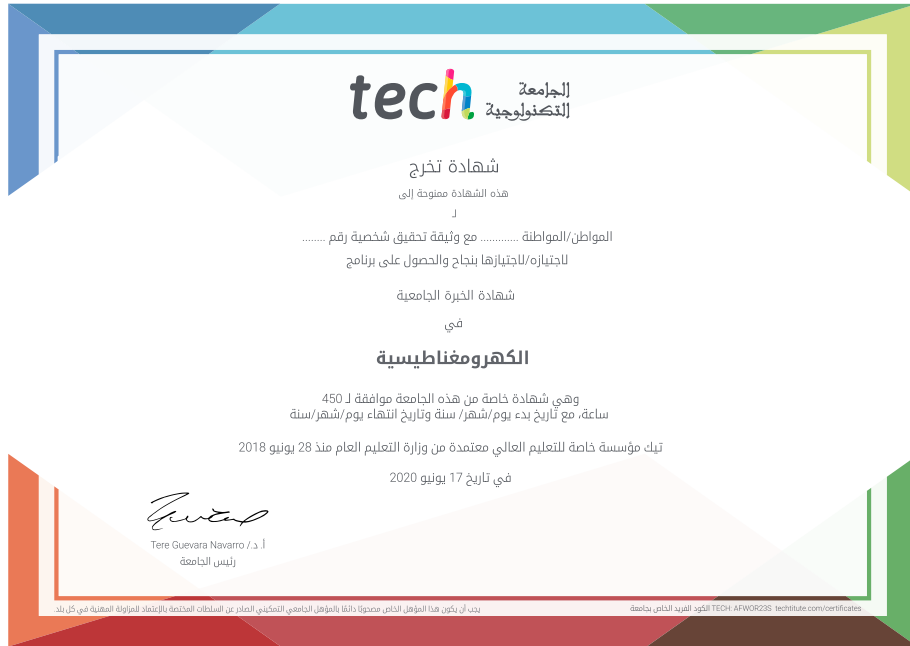 tech
الجامعة
التكنولوجية
شهادة تخرج
هذه الشهادة ممنوحة إلى
لـ
المواطن/المواطنة ............. مع وثيقة تحقيق شخصية رقم ........
لاجتيازه/لاجتيازها بنجاح والحصول على برنامج
شهادة الخبرة الجامعية
في
الكهرومغناطيسية
وهي شهادة خاصة من هذه الجامعة موافقة لـ 450
ساعة، مع تاريخ بدء يوم/شهر/ سنة وتاريخ انتهاء يوم/شهر/سنة
تيك مؤسسة خاصة للتعليم العالي معتمدة من وزارة التعليم العام منذ 28 يونيو 2018
في تاريخ 17 يونيو 2020
أ. د./ Tere Guevara Navarro
رئيس الجامعة
يجب أن يكون هذا المؤهل الخاص مصحوبًا دائمًا بالمؤهل الجامعي التمكيني الصادر عن السلطات المختصة بالإعتماد للمزاولة المهنية في كل بلد
الكود الفريد الخاص بجامعة TECH: AFWOR23S techtitute.com/certificates